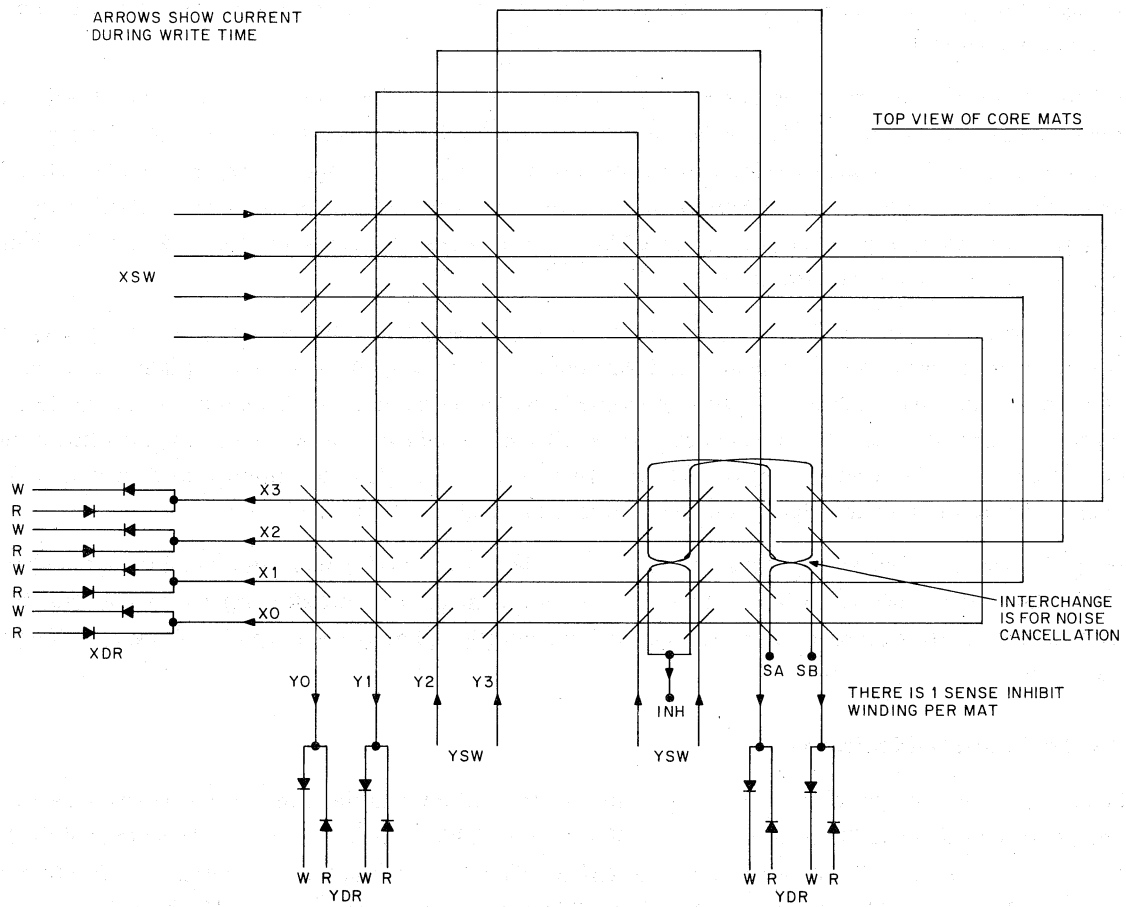 ARROWS SHOW CURRENT
DURING WRITE TIME
TOP VIEW OF CORE MATS
XSW
W
R
W
R
W
R
W
R
XDR
X3
X2
X1
X0
INTERCHANGE
IS FOR NOISE
CANCELLATION
Y0 Y1 Y2 Y3
INH
SA SB
THERE IS 1 SENSE INHIBIT
WINDING PER MAT
YSW
YSW
W R W R
YDR
W R W R
YDR